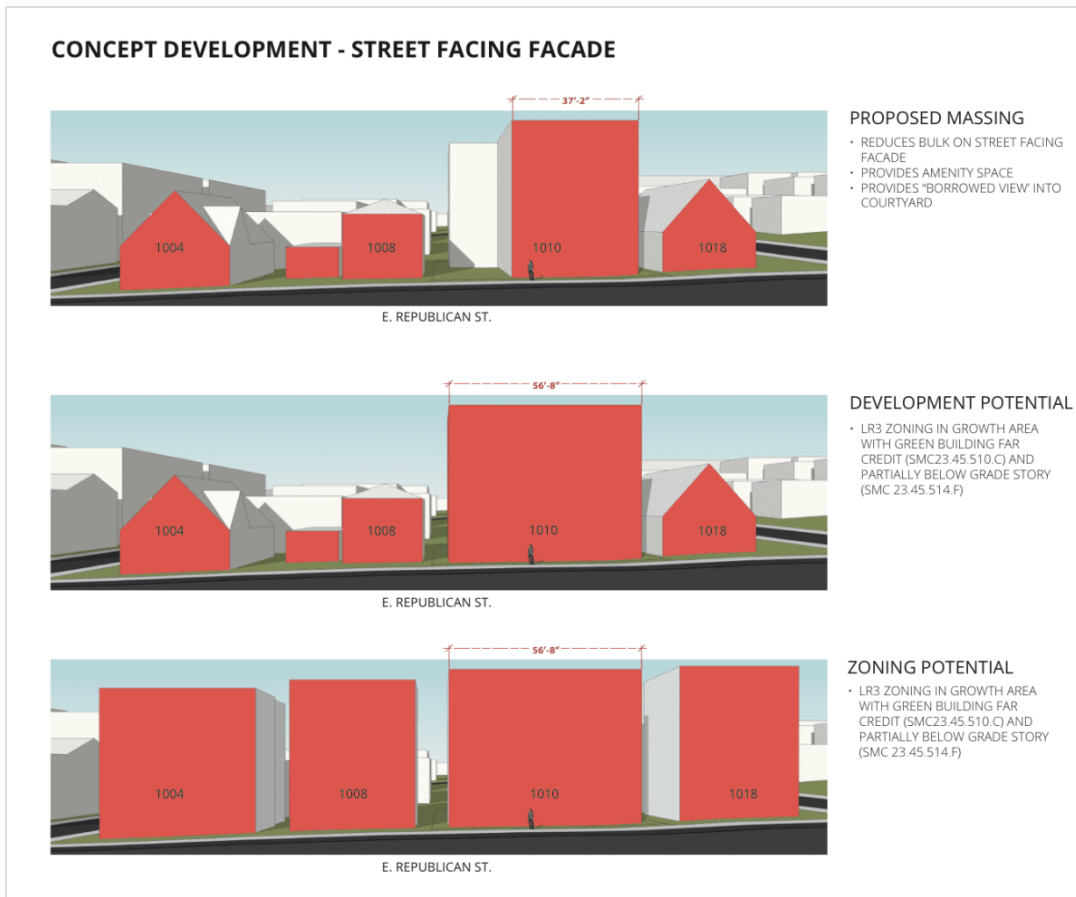 CONCEPT DEVELOPMENT - STREET FACING FACADE
37'-2"
1004
1008
1010
1018
E. REPUBLICAN ST.
PROPOSED MASSING
• REDUCES BULK ON STREET FACING
FACADE
• PROVIDES AMENITY SPACE
• PROVIDES “BORROWED VIEW’ INTO
COURTYARD
56'-8"
1004
1008
1010
1018
E. REPUBLICAN ST.
DEVELOPMENT POTENTIAL
• LR3 ZONING IN GROWTH AREA
WITH GREEN BUILDING FAR
CREDIT (SMC23.45.510.C) AND
PARTIALLY BELOW GRADE STORY
(SMC 23.45.514.F)
56'-8"
1004
1008
1010
1018
E. REPUBLICAN ST.
ZONING POTENTIAL
• LR3 ZONING IN GROWTH AREA
WITH GREEN BUILDING FAR
CREDIT (SMC23.45.510.C) AND
PARTIALLY BELOW GRADE STORY
(SMC 23.45.514.F)